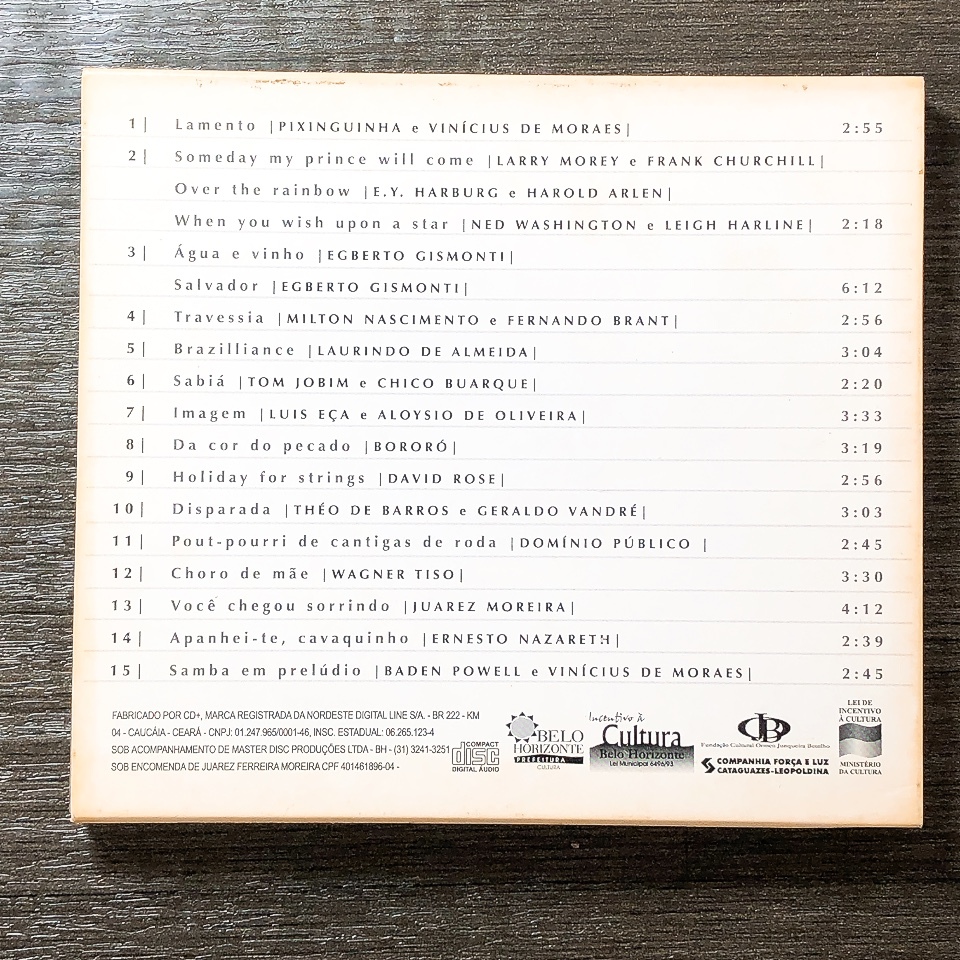 1| Lamento |PIXINGUINHA e VINÍCIUS DE MORAES| 2:55
2| Someday my prince will come |LARRY MOREY e FRANK CHURCHILL|
Over the rainbow |E.Y. HARBURG e HAROLD ARLEN|
When you wish upon a star |NED WASHINGTON e LEIGH HARLINE| 2:18
3| Água e vinho |EGBERTO GISMONTI|
Salvador |EGBERTO GISMONTI| 6:12
4| Travessia |MILTON NASCIMENTO e FERNANDO BRANT| 2:56
5| Brazilliance |LAURINDO DE ALMEIDA| 3:04
6| Sabiá |TOM JOBIM e CHICO BUARQUE| 2:20
7| Imagem |LUIS EÇA e ALOYSIO DE OLIVEIRA| 3:33
8| Da cor do pecado |BORORÓ| 3:19
9| Holiday for strings |DAVID ROSE| 2:56
10| Disparada |THÉO DE BARROS e GERALDO VANDRÉ| 3:03
11| Pout-pourri de cantigas de roda |DOMÍNIO PÚBLICO | 2:45
12| Choro de mãe |WAGNER TISO| 3:30
13| Você chegou sorrindo |JUAREZ MOREIRA| 4:12
14| Apanhei-te, cavaquinho |ERNESTO NAZARETH| 2:39
15| Samba em prelúdio |BADEN POWELL e VINÍCIUS DE MORAES| 2:45
FABRICADO POR CD+, MARCA REGISTRADA DA NORDESTE DIGITAL LINE S/A. - BR 222 - KM
04 - CAUCÁIA - CEARÁ - CNPJ: 01.247.965/0001-46, INSC. ESTADUAL: 06.265.123-4
SOB ACOMPANHAMENTO DE MASTER DISC PRODUÇÕES LTDA - BH - (31) 3241-3251
SOB ENCOMENDA DE JUAREZ FERREIRA MOREIRA CPF 401461896-04 -
COMPACT
disc
DIGITAL ÁUDIO
BELO
HORIZONTE
PREFEITURA
CULTURA
Incentivo à
Cultura
Belo Horizonte
Lei Municipal 6498/93
Fundação Cultural Ormeo Junqueira Botelho
COMPANHIA FORÇA E LUZ
CATAGUAZES-LEOPOLDINA
LEI DE
INCENTIVO
À CULTURA
MINISTÉRIO
DA CULTURA